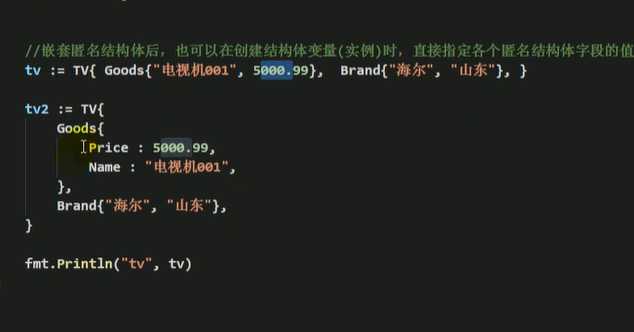 //嵌套匿名结构体后，也可以在创建结构体变量(实例)时，直接指定各个匿名结构体字段的值
tv := TV{ Goods{"电视机001", 5000.99},  Brand{"海尔", "山东"}, }
tv2 := TV{
Goods{
Price : 5000.99,
Name : "电视机001",
},
Brand{"海尔", "山东"},
}
fmt.Println("tv", tv)